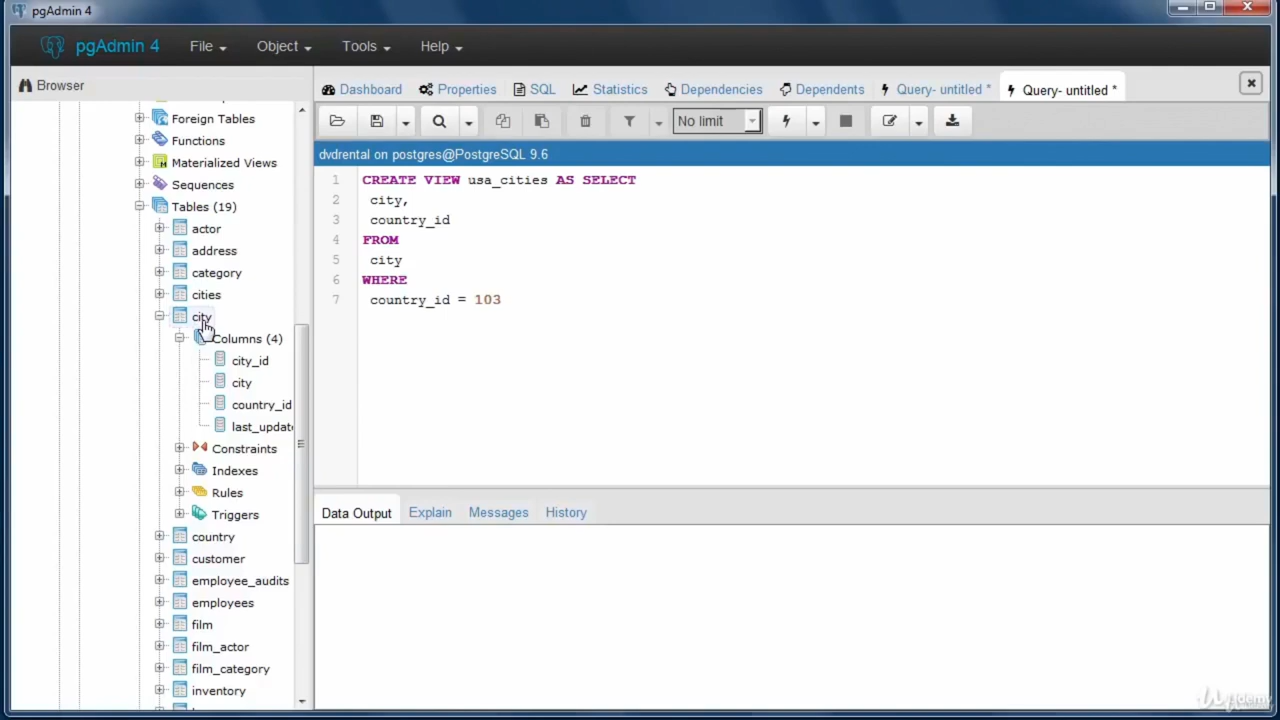 pgAdmin 4
pgAdmin 4 File Object Tools Help
Browser
Dashboard Properties SQL Statistics Dependencies Dependents Query- untitled * Query- untitled *
No limit
dvdrental on postgres@PostgreSQL 9.6
Foreign Tables
Functions
Materialized Views
Sequences
Tables (19)
actor
address
category
cities
city
Columns (4)
city_id
city
country_id
last_update
Constraints
Indexes
Rules
Triggers
country
customer
employee_audits
employees
film
film_actor
film_category
inventory
1 CREATE VIEW usa_cities AS SELECT
2 city,
3 country_id
4 FROM
5 city
6 WHERE
7 country_id = 103
Data Output Explain Messages History
Udemy